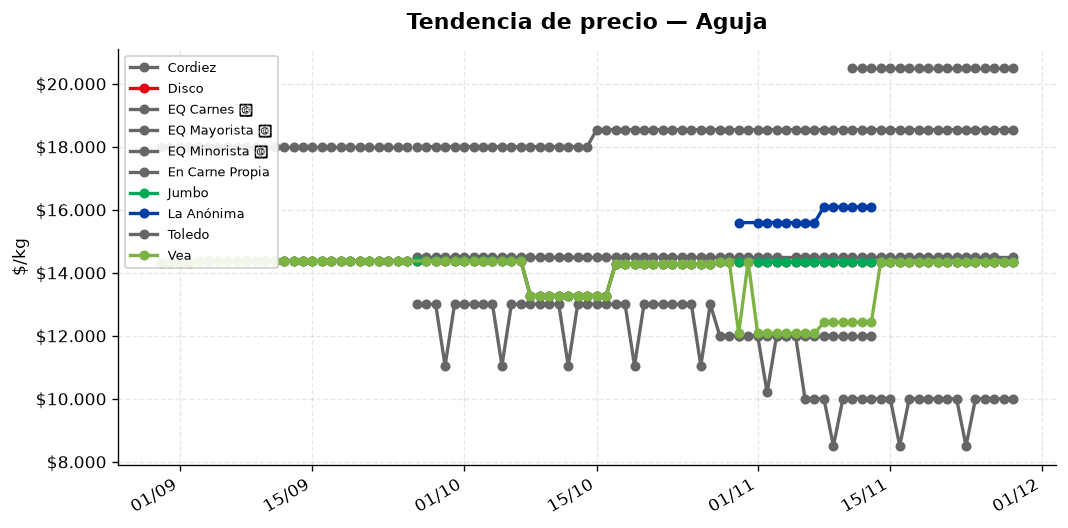 Tendencia de precio — Aguja
$/kg
$20.000
$18.000
$16.000
$14.000
$12.000
$10.000
$8.000
Cordiez
Disco
EQ Carnes
EQ Mayorista
EQ Minorista
En Carne Propia
Jumbo
La Anónima
Toledo
Vea
01/09
15/09
01/10
15/10
01/11
15/11
01/12